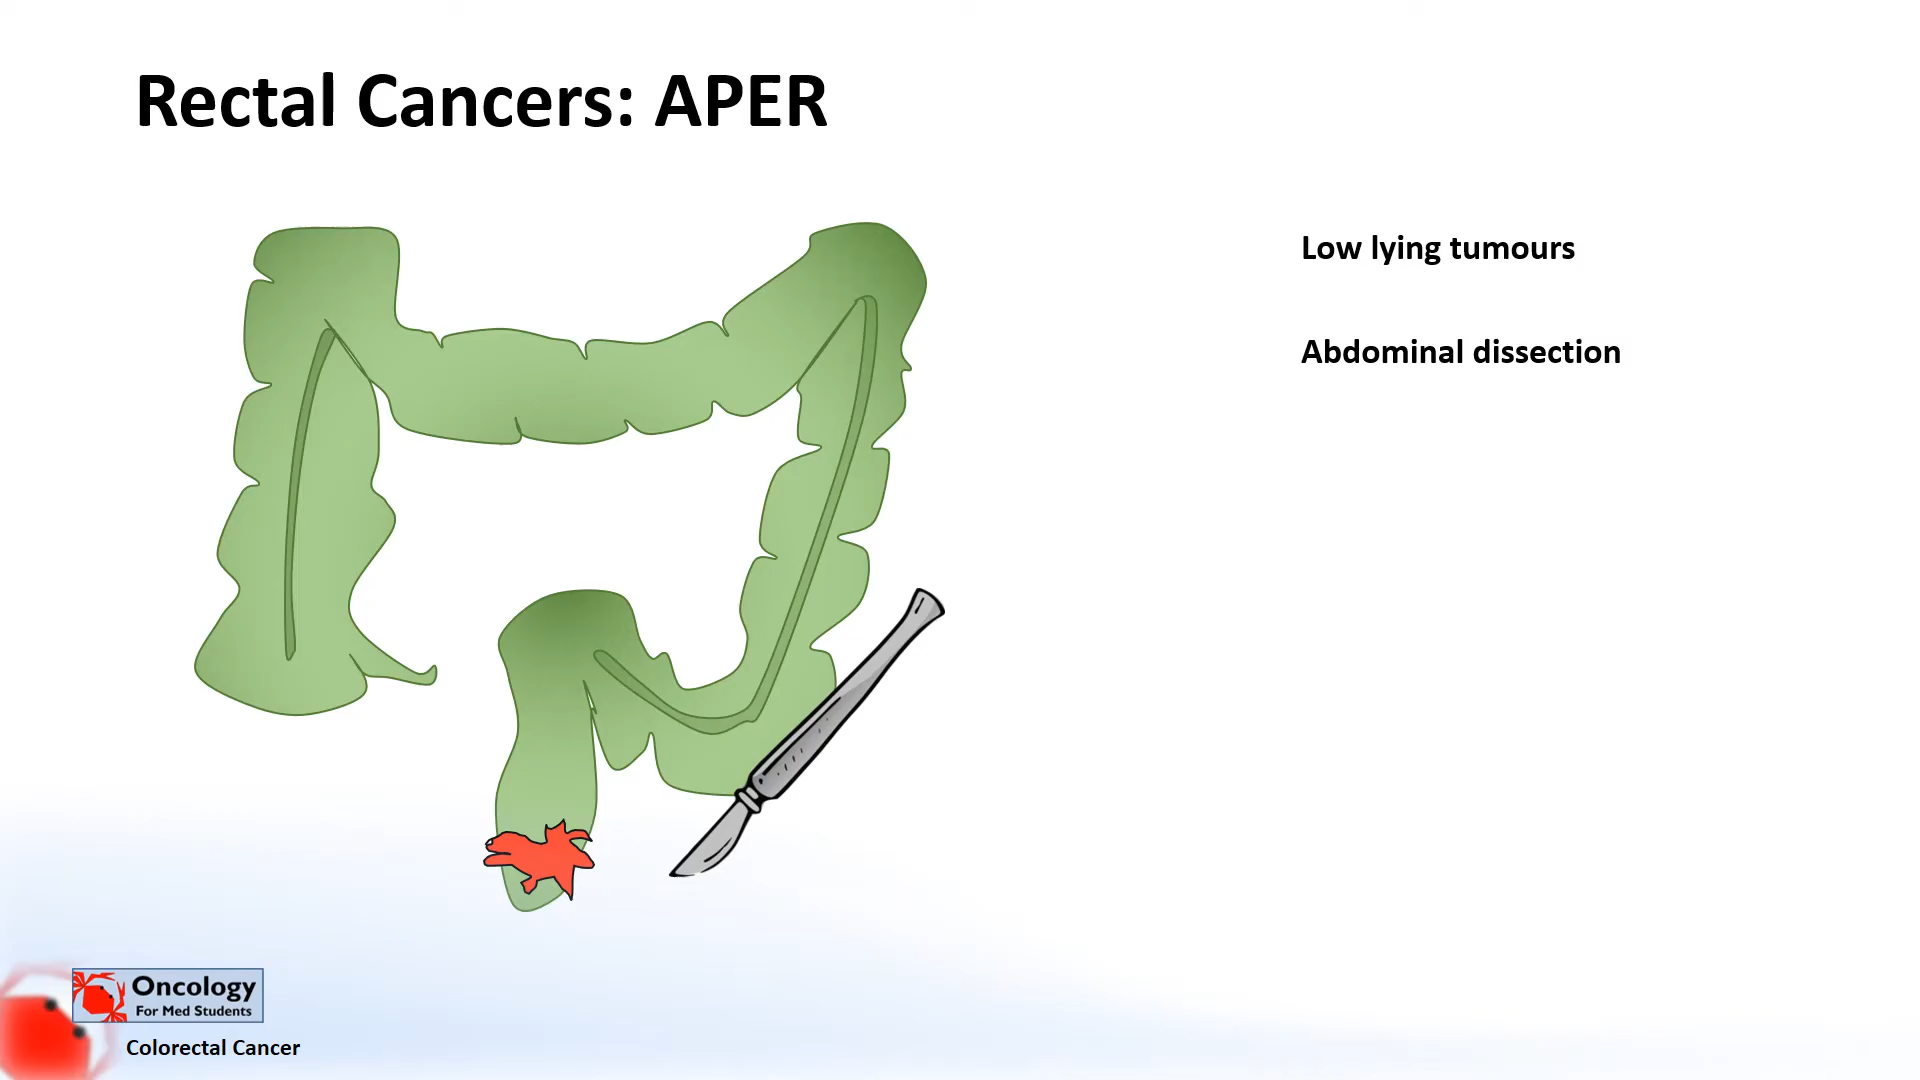 Rectal Cancers: APER
Low lying tumours
Abdominal dissection
Oncology
For Med Students
Colorectal Cancer